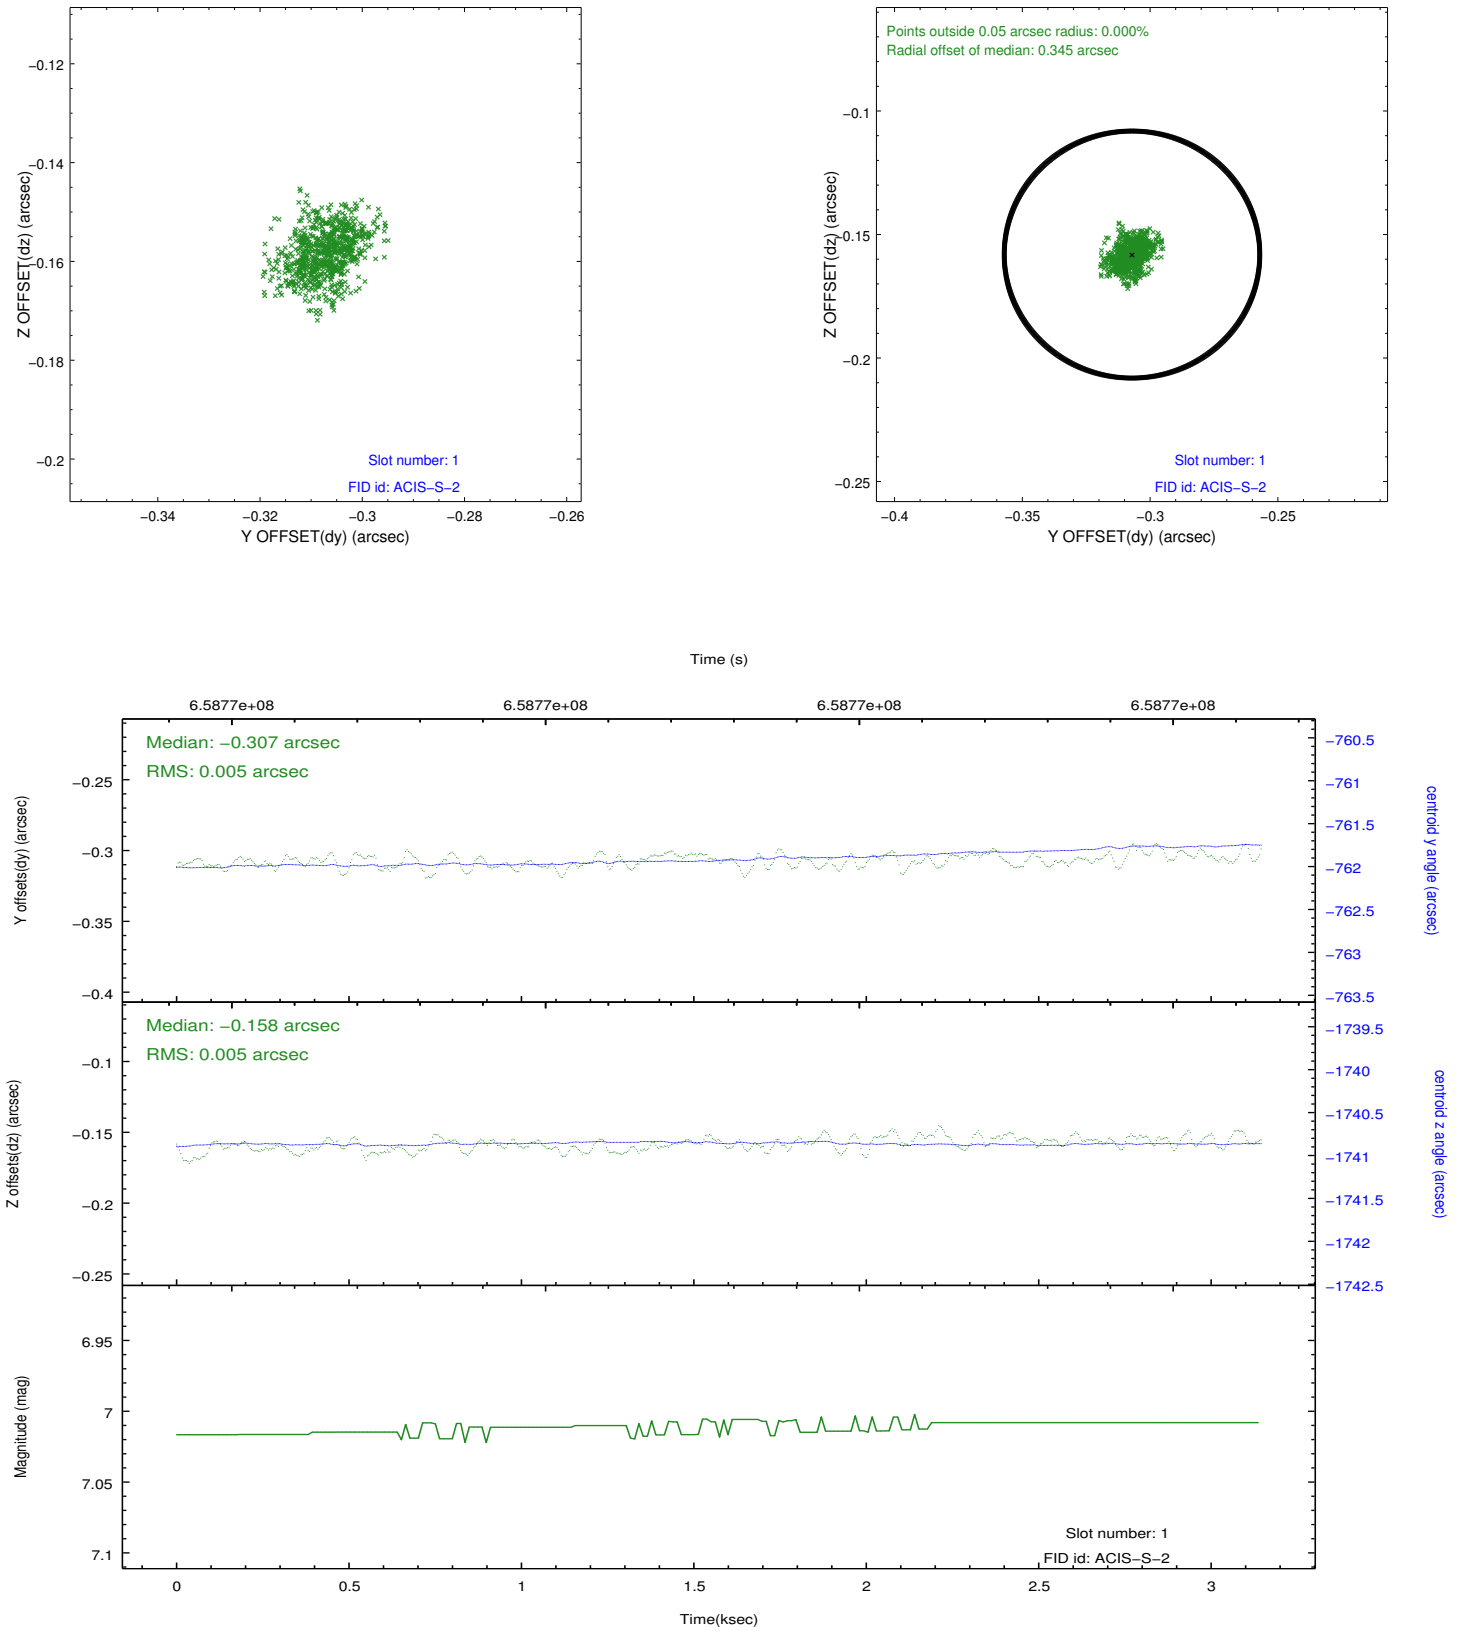 −0.12
−0.14
−0.16
−0.18
−0.2
Z OFFSET(dz) (arcsec)
Slot number: 1
FID id: ACIS−S−2
−0.34 −0.32 −0.3 −0.28 −0.26
Y OFFSET(dy) (arcsec)
Points outside 0.05 arcsec radius: 0.000%
Radial offset of median: 0.345 arcsec
−0.1
−0.15
−0.2
−0.25
Z OFFSET(dz) (arcsec)
Slot number: 1
FID id: ACIS−S−2
−0.4 −0.35 −0.3 −0.25
Y OFFSET(dy) (arcsec)
Time (s)
6.5877e+08 6.5877e+08 6.5877e+08 6.5877e+08
Median: −0.307 arcsec
RMS: 0.005 arcsec
−0.25
−0.3
−0.35
−0.4
Y offsets(dy) (arcsec)
−760.5
−761
−761.5
−762
−762.5
−763
−763.5
centroid y angle (arcsec)
Median: −0.158 arcsec
RMS: 0.005 arcsec
−0.1
−0.15
−0.2
−0.25
Z offsets(dz) (arcsec)
−1739.5
−1740
−1740.5
−1741
−1741.5
−1742
−1742.5
centroid z angle (arcsec)
6.95
7
7.05
7.1
Magnitude (mag)
Slot number: 1
FID id: ACIS−S−2
0 0.5 1 1.5 2 2.5 3
Time(ksec)